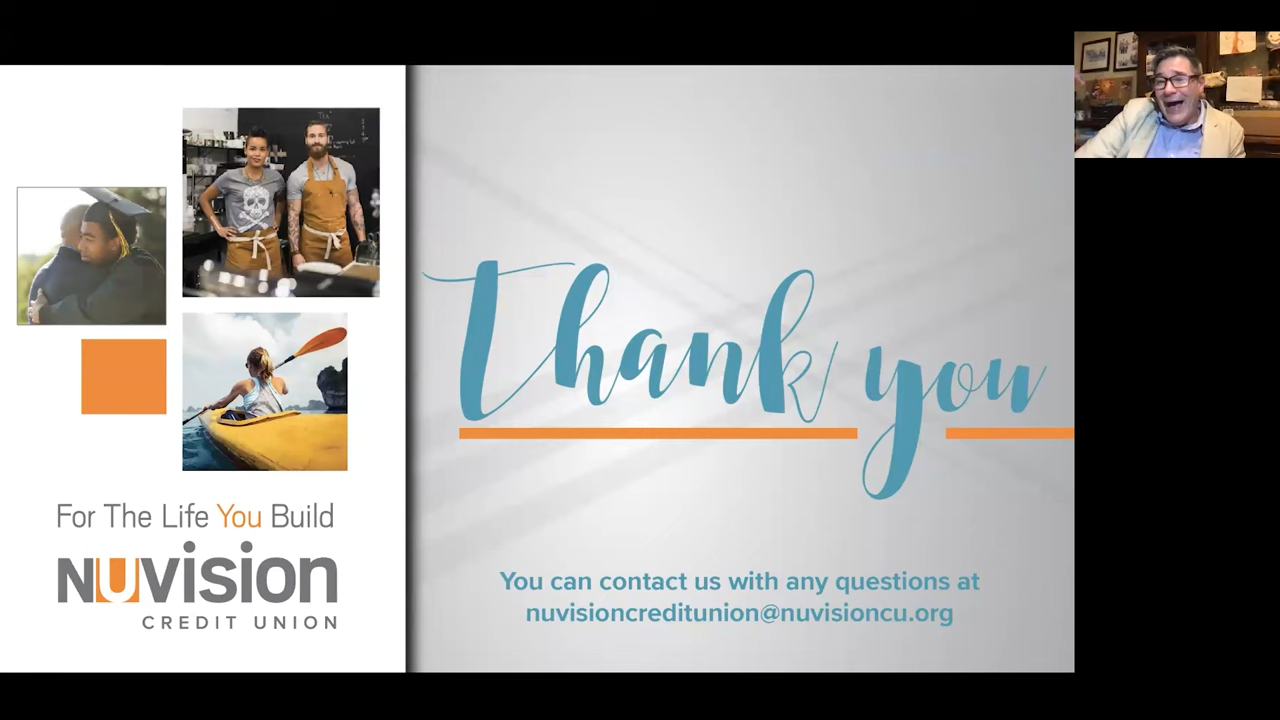 For The Life You Build
NUVISION
CREDIT UNION
Thank you
You can contact us with any questions at
nuvisioncreditunion@nuvisioncu.org